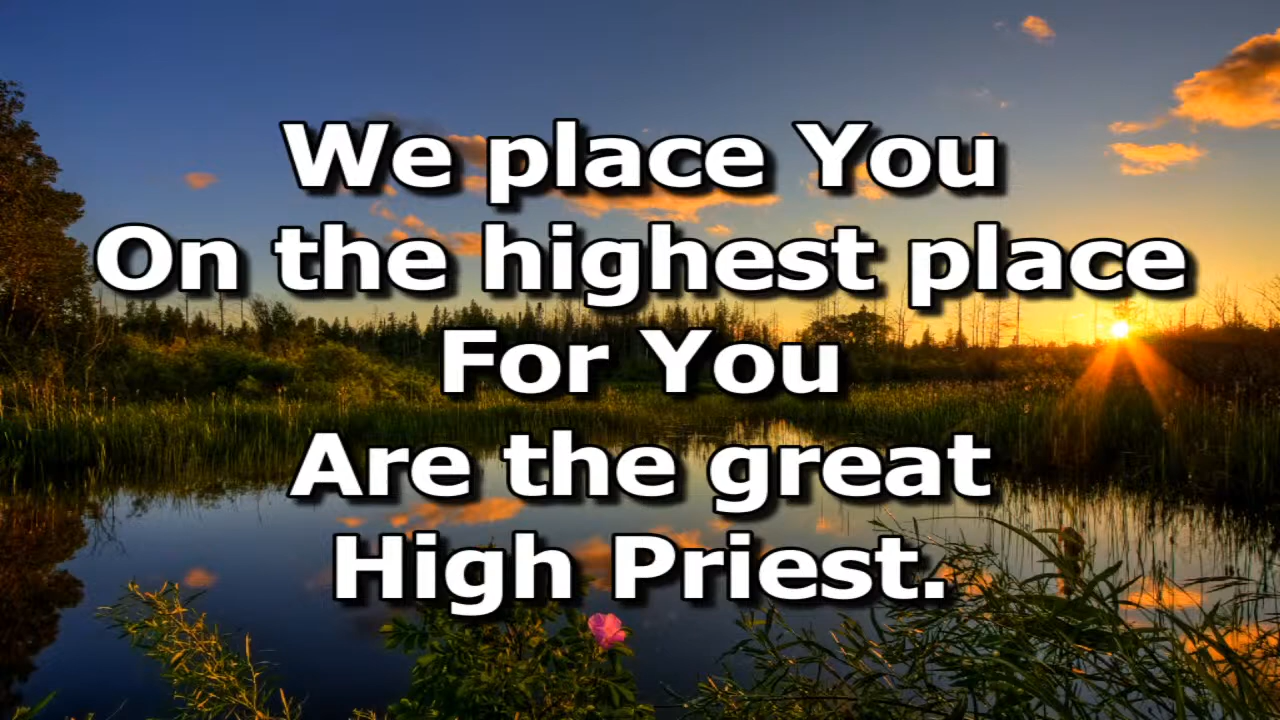 We place You
On the highest place
For You
Are the great
High Priest.